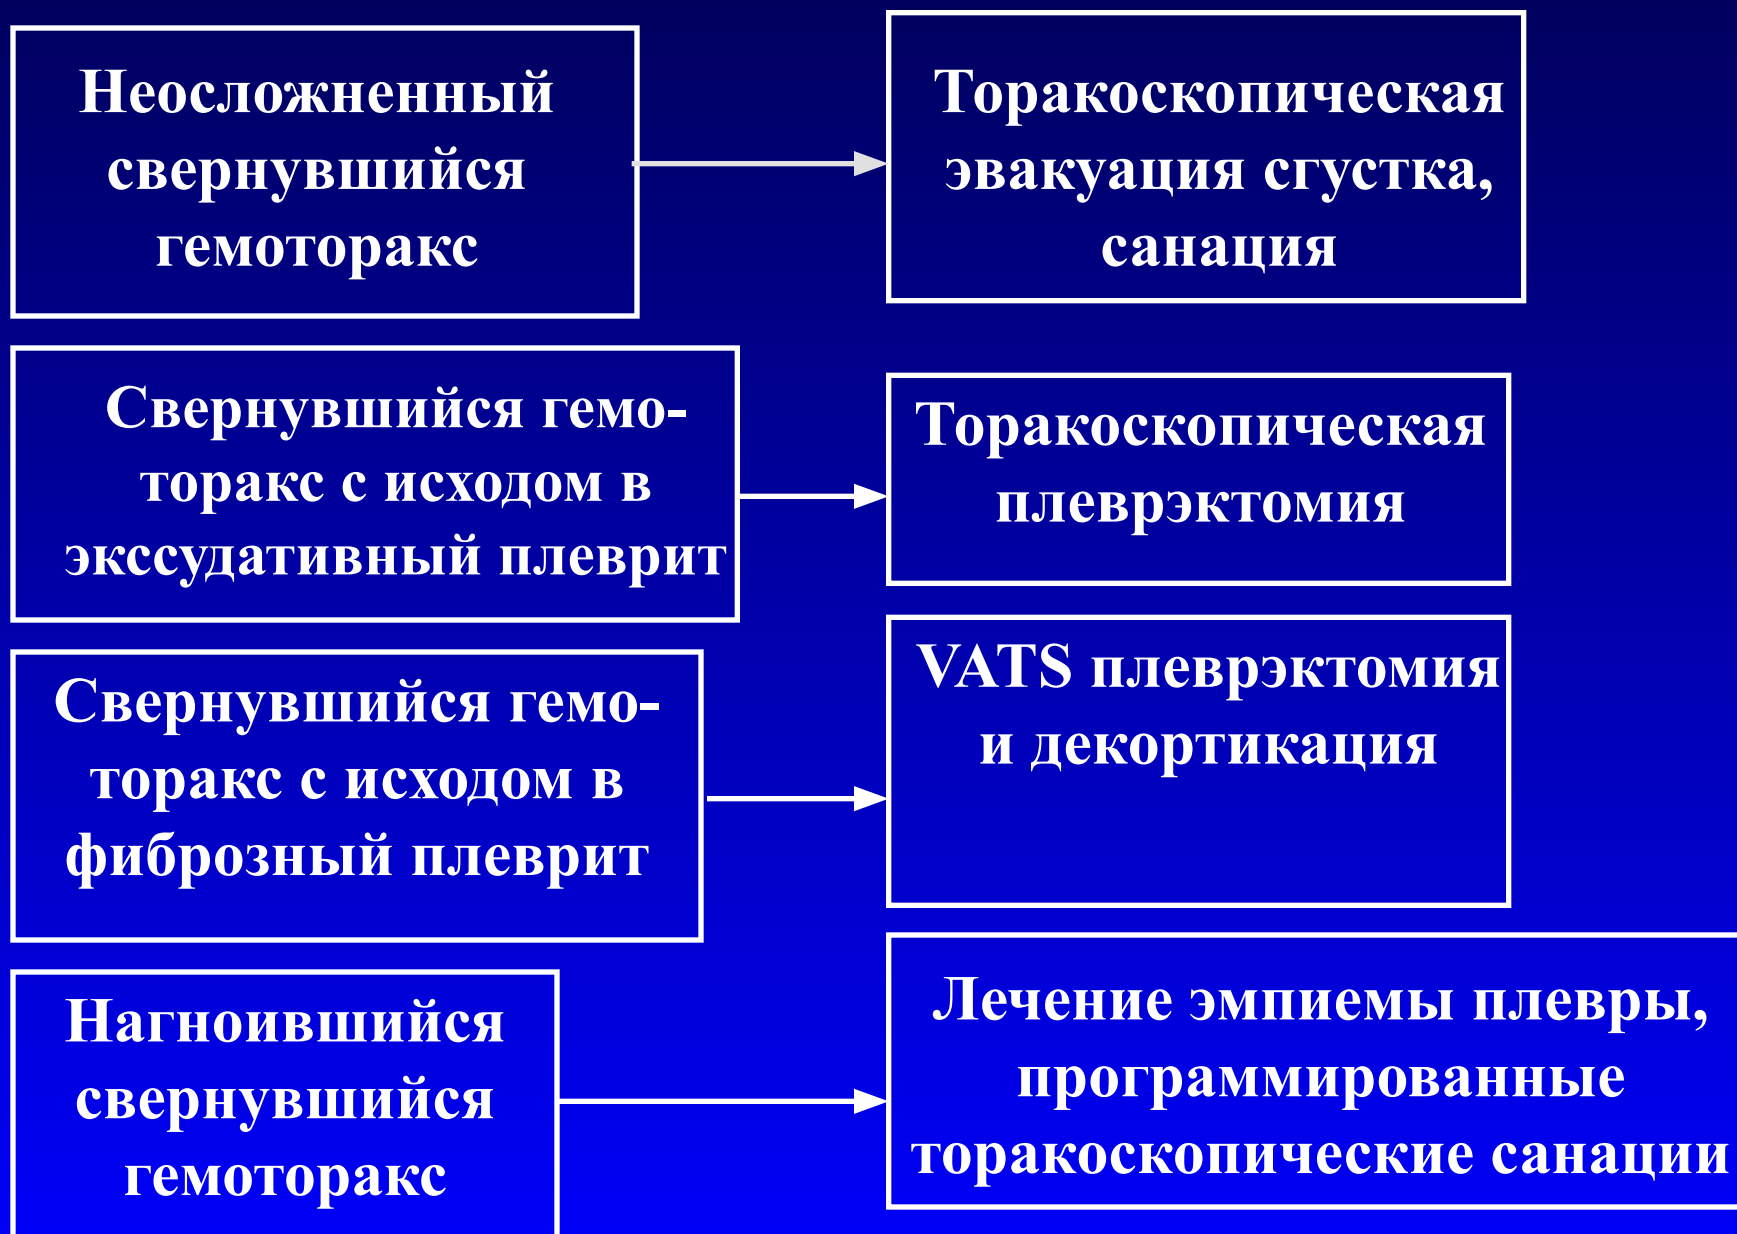 Неосложненный
свернувшийся
гемоторакс
Торакоскопическая
эвакуация сгустка,
санация
Свернувшийся гемо-
торакс с исходом в
экссудативный плеврит
Торакоскопическая
плеврэктомия
Свернувшийся гемо-
торакс с исходом в
фиброзный плеврит
VATS плеврэктомия
и декортикация
Нагноившийся
свернувшийся
гемоторакс
Лечение эмпиемы плевры,
программированные
торакоскопические санации